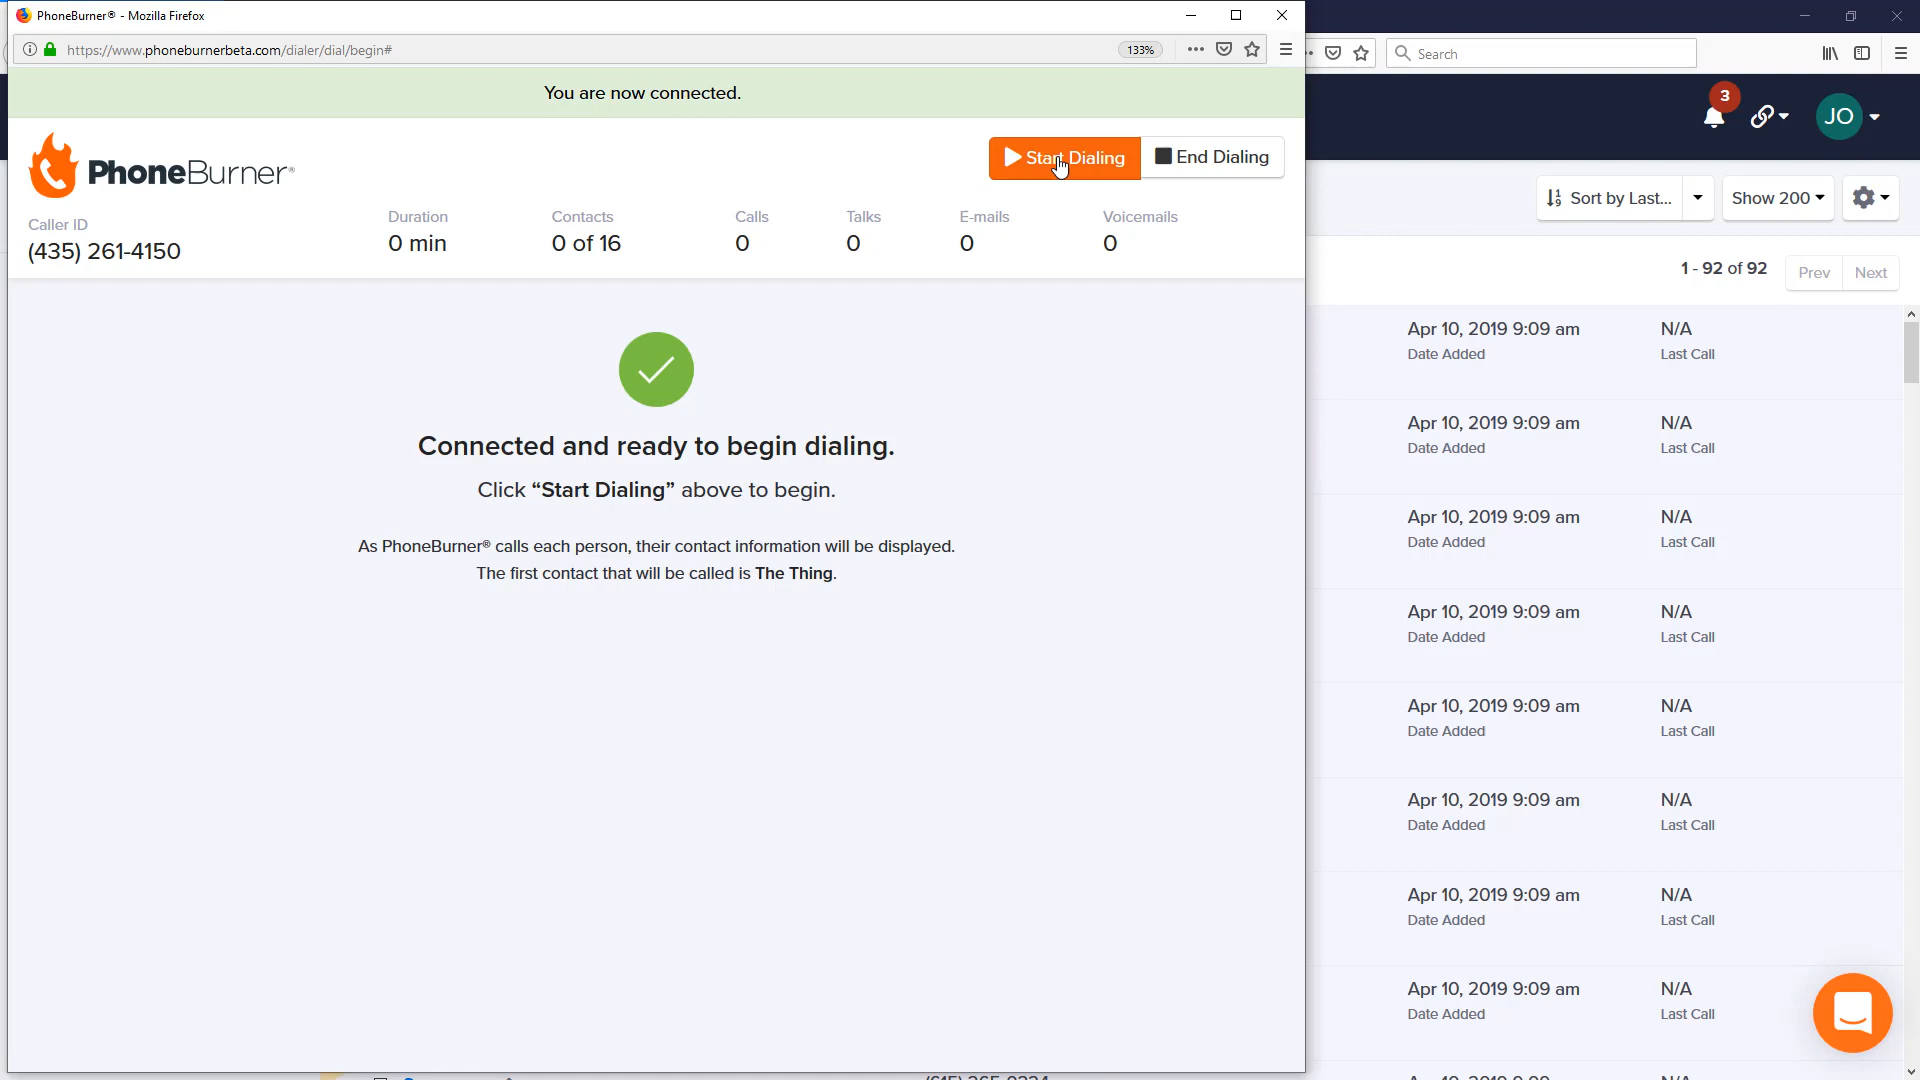 PhoneBurner® - Mozilla Firefox
https://www.phoneburnerbeta.com/dialer/dial/begin#
133%
Search
You are now connected.
3
JO
PhoneBurner®
Start Dialing
End Dialing
Sort by Last...
Show 200
Caller ID
(435) 261-4150
Duration
0 min
Contacts
0 of 16
Calls
0
Talks
0
E-mails
0
Voicemails
0
1 - 92 of 92
Prev
Next
Connected and ready to begin dialing.
Click “Start Dialing” above to begin.
As PhoneBurner® calls each person, their contact information will be displayed.
The first contact that will be called is The Thing.
Apr 10, 2019 9:09 am
Date Added
N/A
Last Call
Apr 10, 2019 9:09 am
Date Added
N/A
Last Call
Apr 10, 2019 9:09 am
Date Added
N/A
Last Call
Apr 10, 2019 9:09 am
Date Added
N/A
Last Call
Apr 10, 2019 9:09 am
Date Added
N/A
Last Call
Apr 10, 2019 9:09 am
Date Added
N/A
Last Call
Apr 10, 2019 9:09 am
Date Added
N/A
Last Call
Apr 10, 2019 9:09 am
Date Added
N/A
Last Call